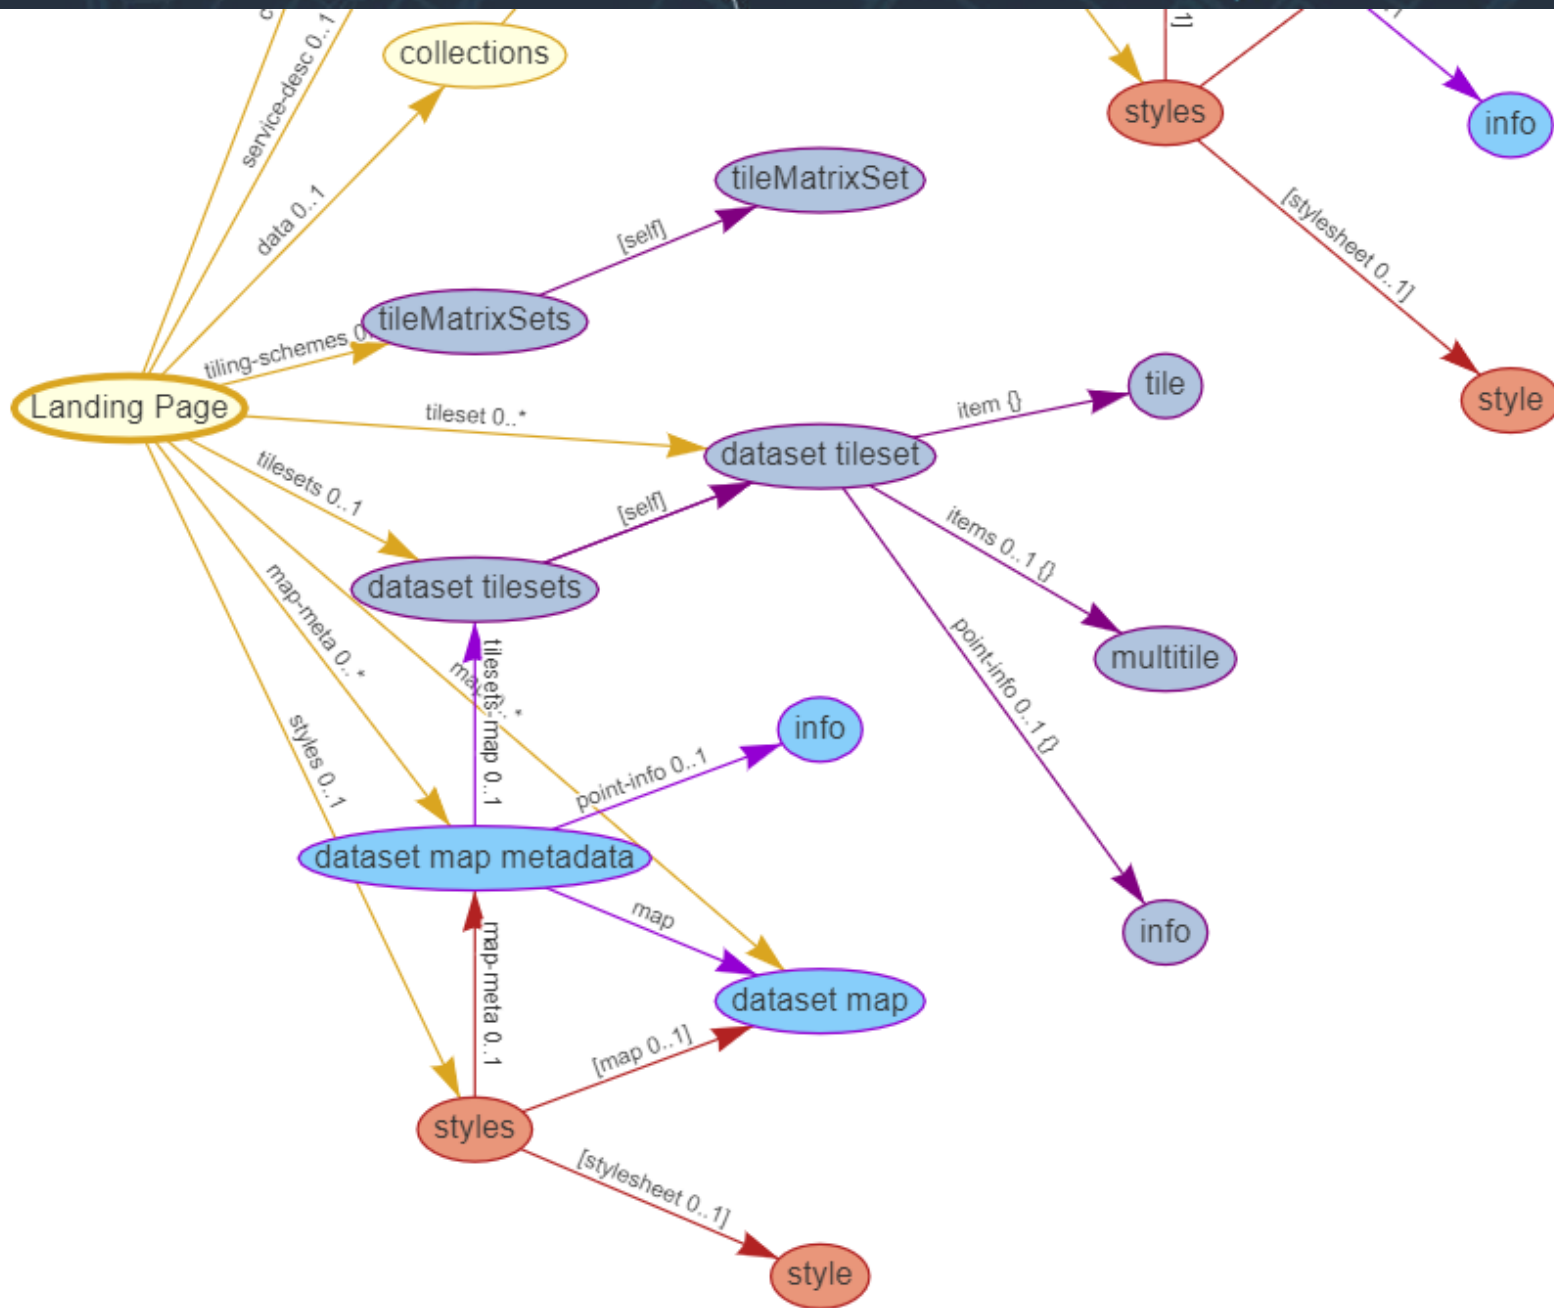 collections
styles
info
service-desc 0..1
data 0..1
tileMatrixSet
[self]
[stylesheet 0..1]
tileMatrixSets
tiling-schemes
Landing Page
tileset 0..*
item {}
tile
style
dataset tileset
tilesets 0..1
[self]
items 0..1 {}
dataset tilesets
map-meta 0..*
tilesets-map 0..1
point-info 0..1 {}
multitile
styles 0..1
point-info 0..1
info
dataset map metadata
map
map-meta 0..1
info
dataset map
[map 0..1]
styles
[stylesheet 0..1]
style